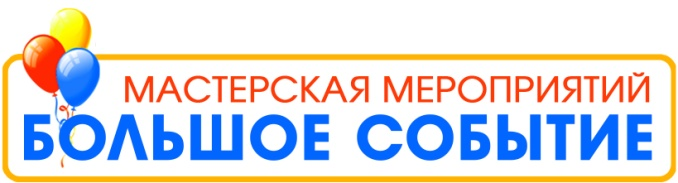 МАСТЕРСКАЯ МЕРОПРИЯТИЙ
БОЛЬШОЕ СОБЫТИЕ